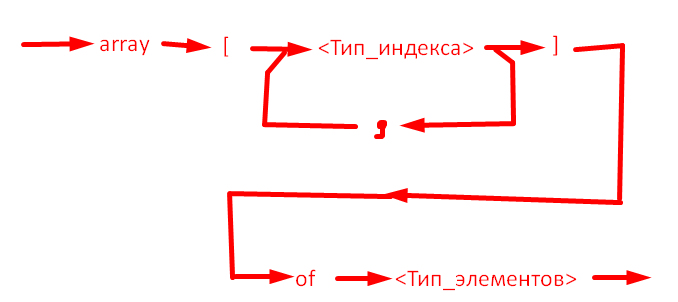 array [ <Тип_индекса> ]
,
of <Тип_элементов>